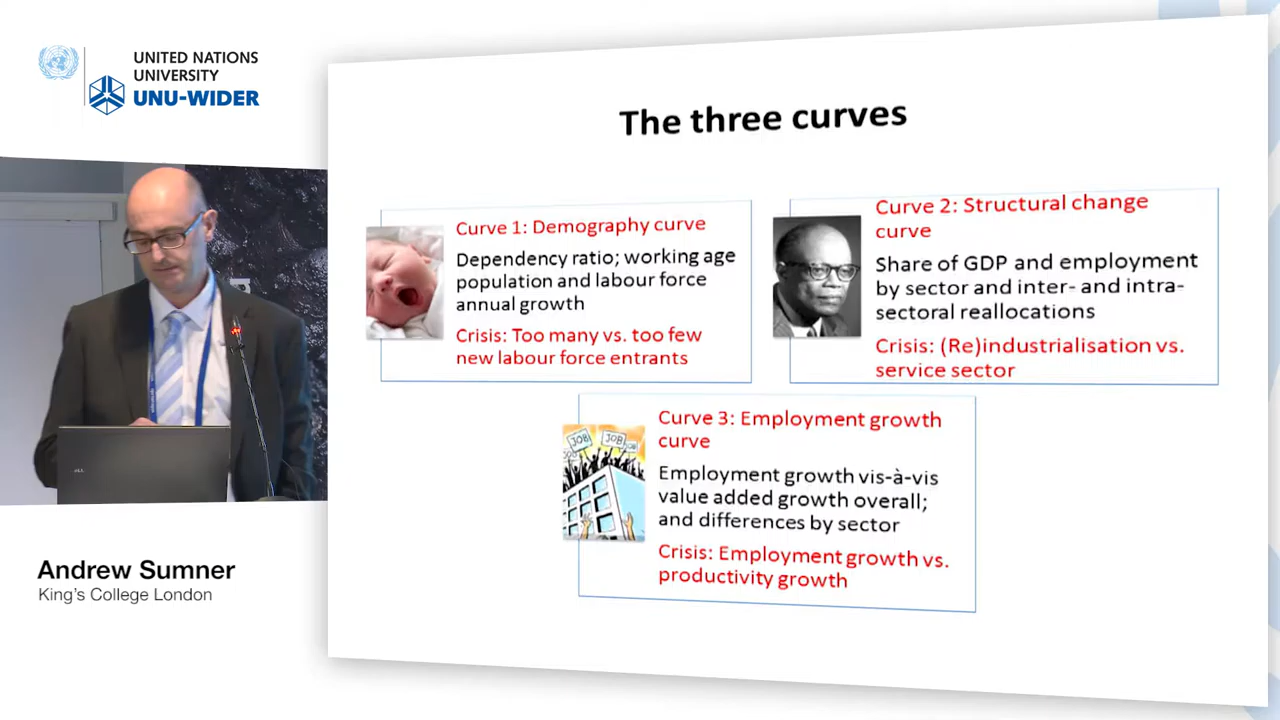 UNITED NATIONS
UNIVERSITY
UNU-WIDER
The three curves
Curve 1: Demography curve
Dependency ratio; working age
population and labour force
annual growth
Crisis: Too many vs. too few
new labour force entrants
Curve 2: Structural change
curve
Share of GDP and employment
by sector and inter- and intra-
sectoral reallocations
Crisis: (Re)industrialisation vs.
service sector
JOB
JOB
Curve 3: Employment growth
curve
Employment growth vis-à-vis
value added growth overall;
and differences by sector
Crisis: Employment growth vs.
productivity growth
DELL
Andrew Sumner
King's College London